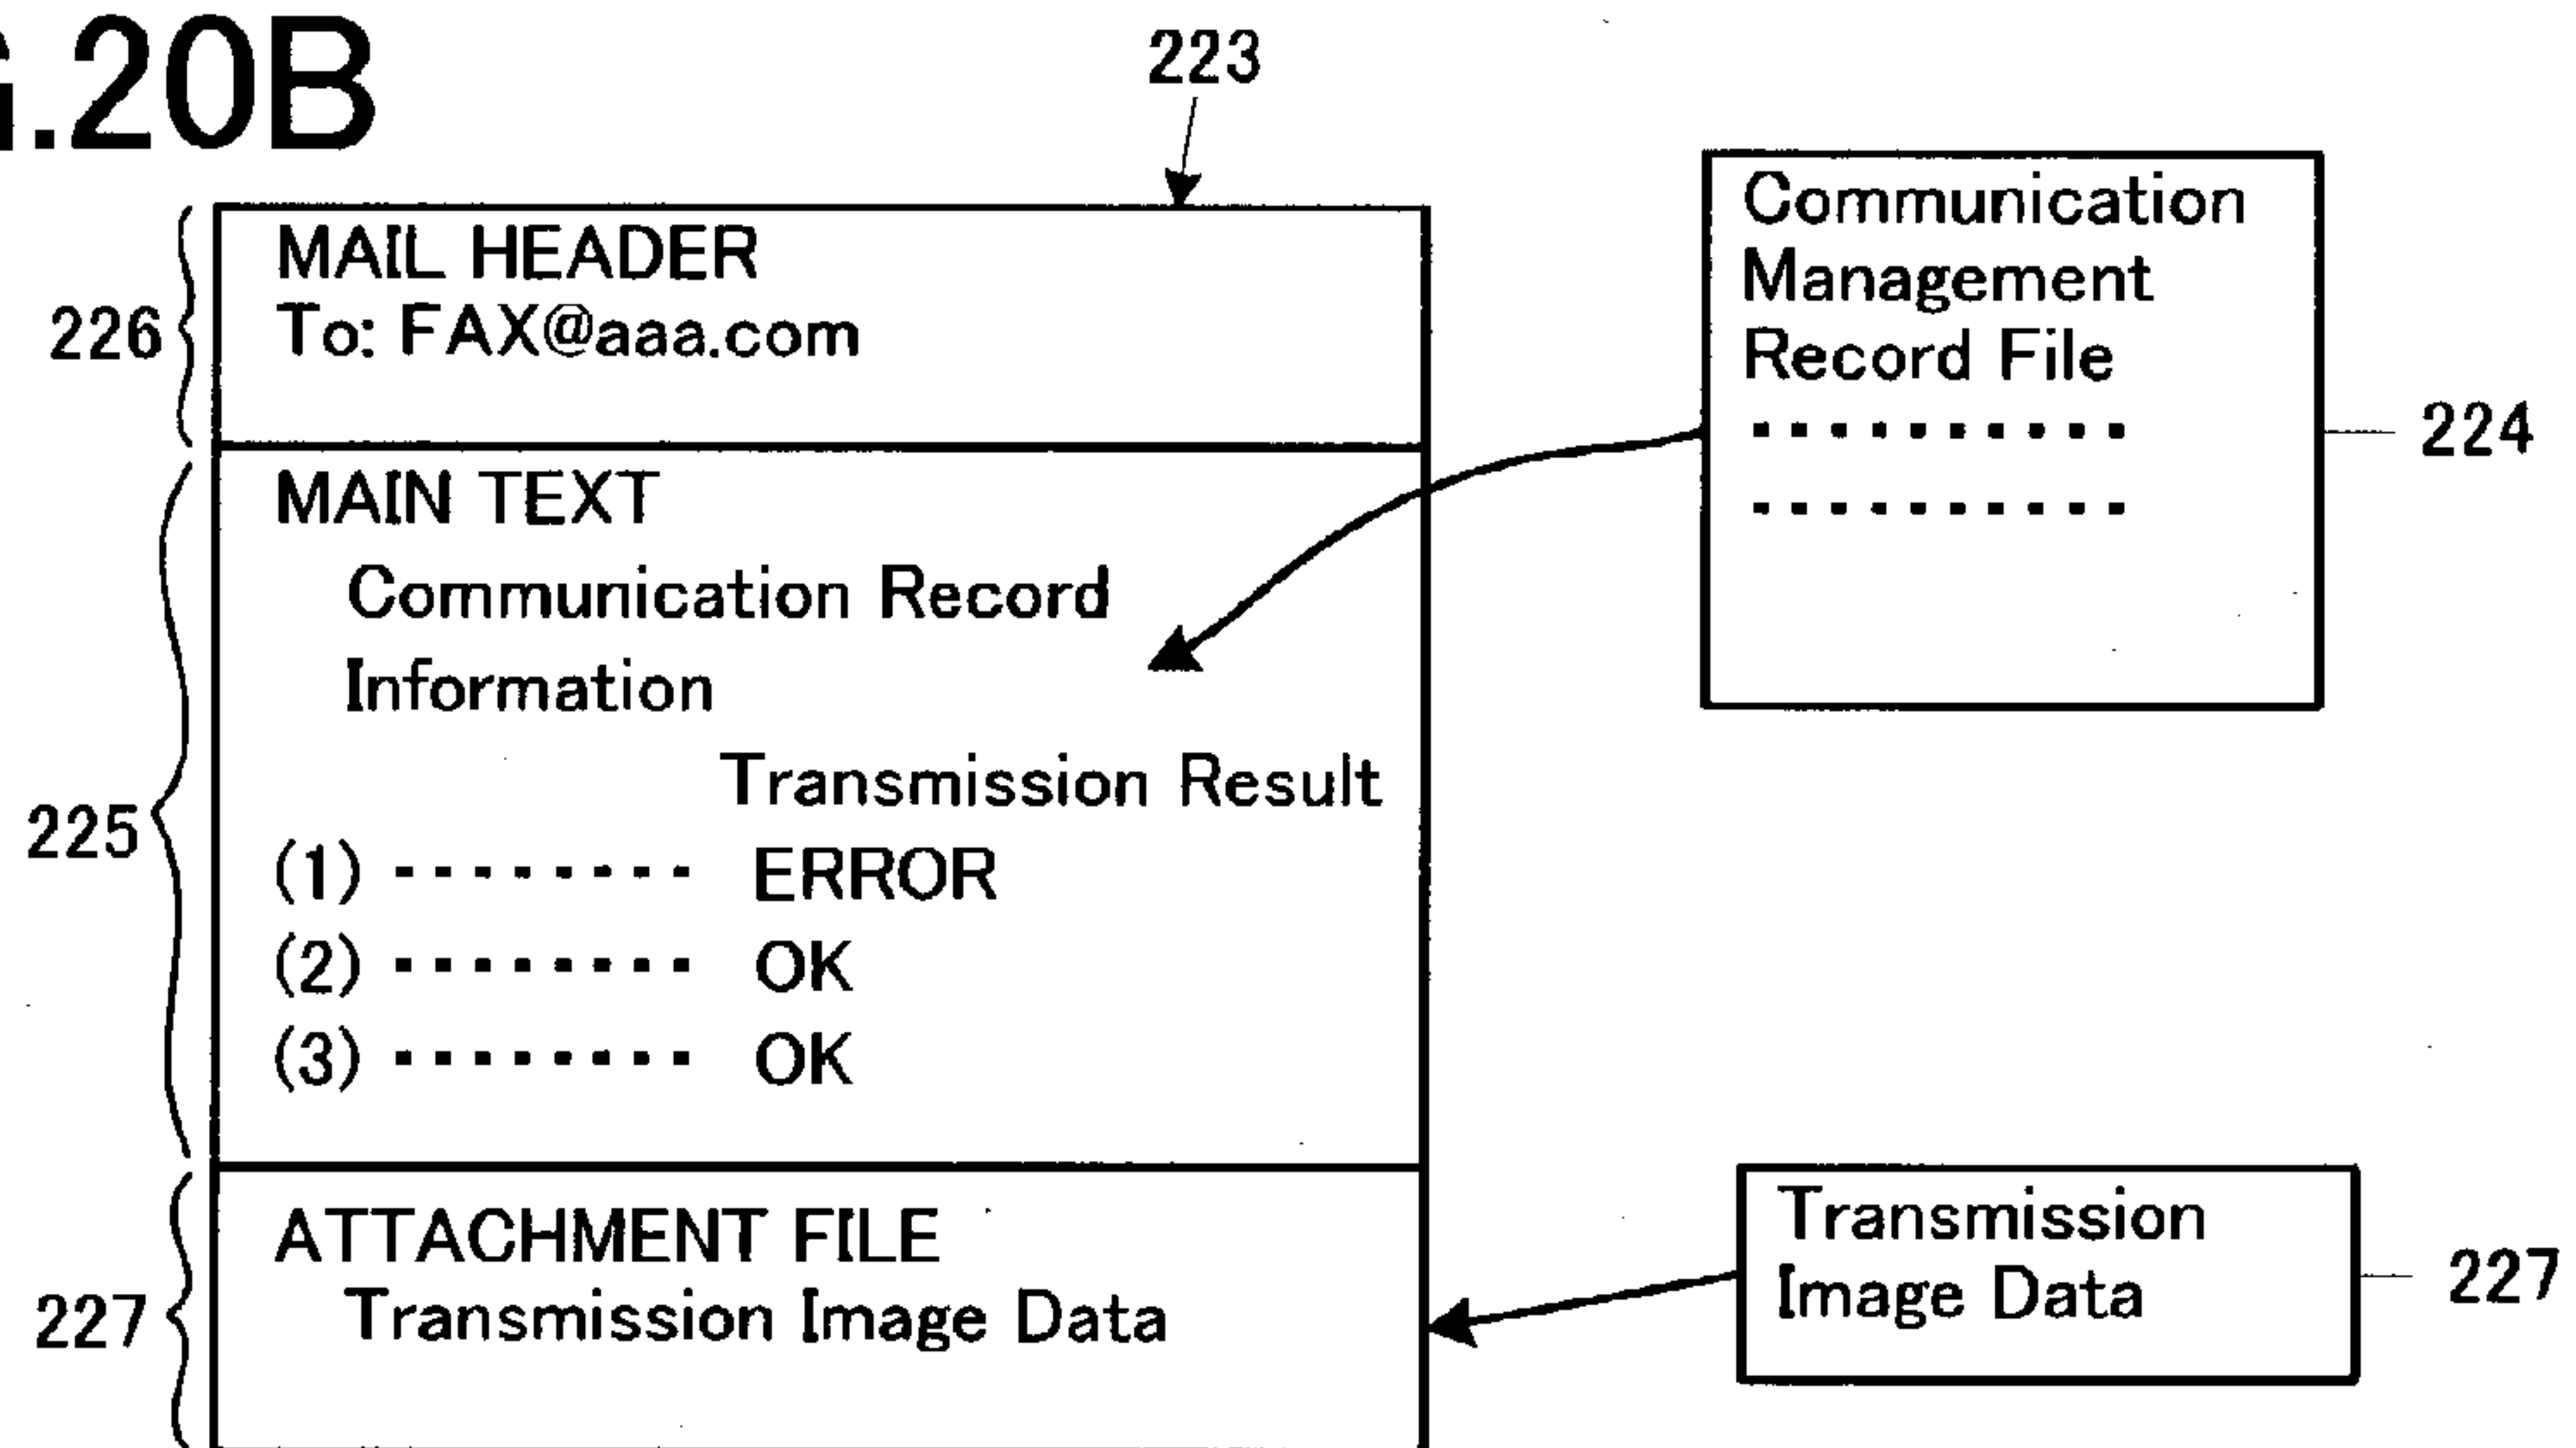 G.20B
223
226
MAIL HEADER
To: FAX@aaa.com
Communication
Management
Record File
- - - - - - - - - -
- - - - - - - - - -
224
225
MAIN TEXT
Communication Record
Information
Transmission Result
(1) - - - - - - - - ERROR
(2) - - - - - - - - OK
(3) - - - - - - - - OK
227
ATTACHMENT FILE
Transmission Image Data
Transmission
Image Data
227